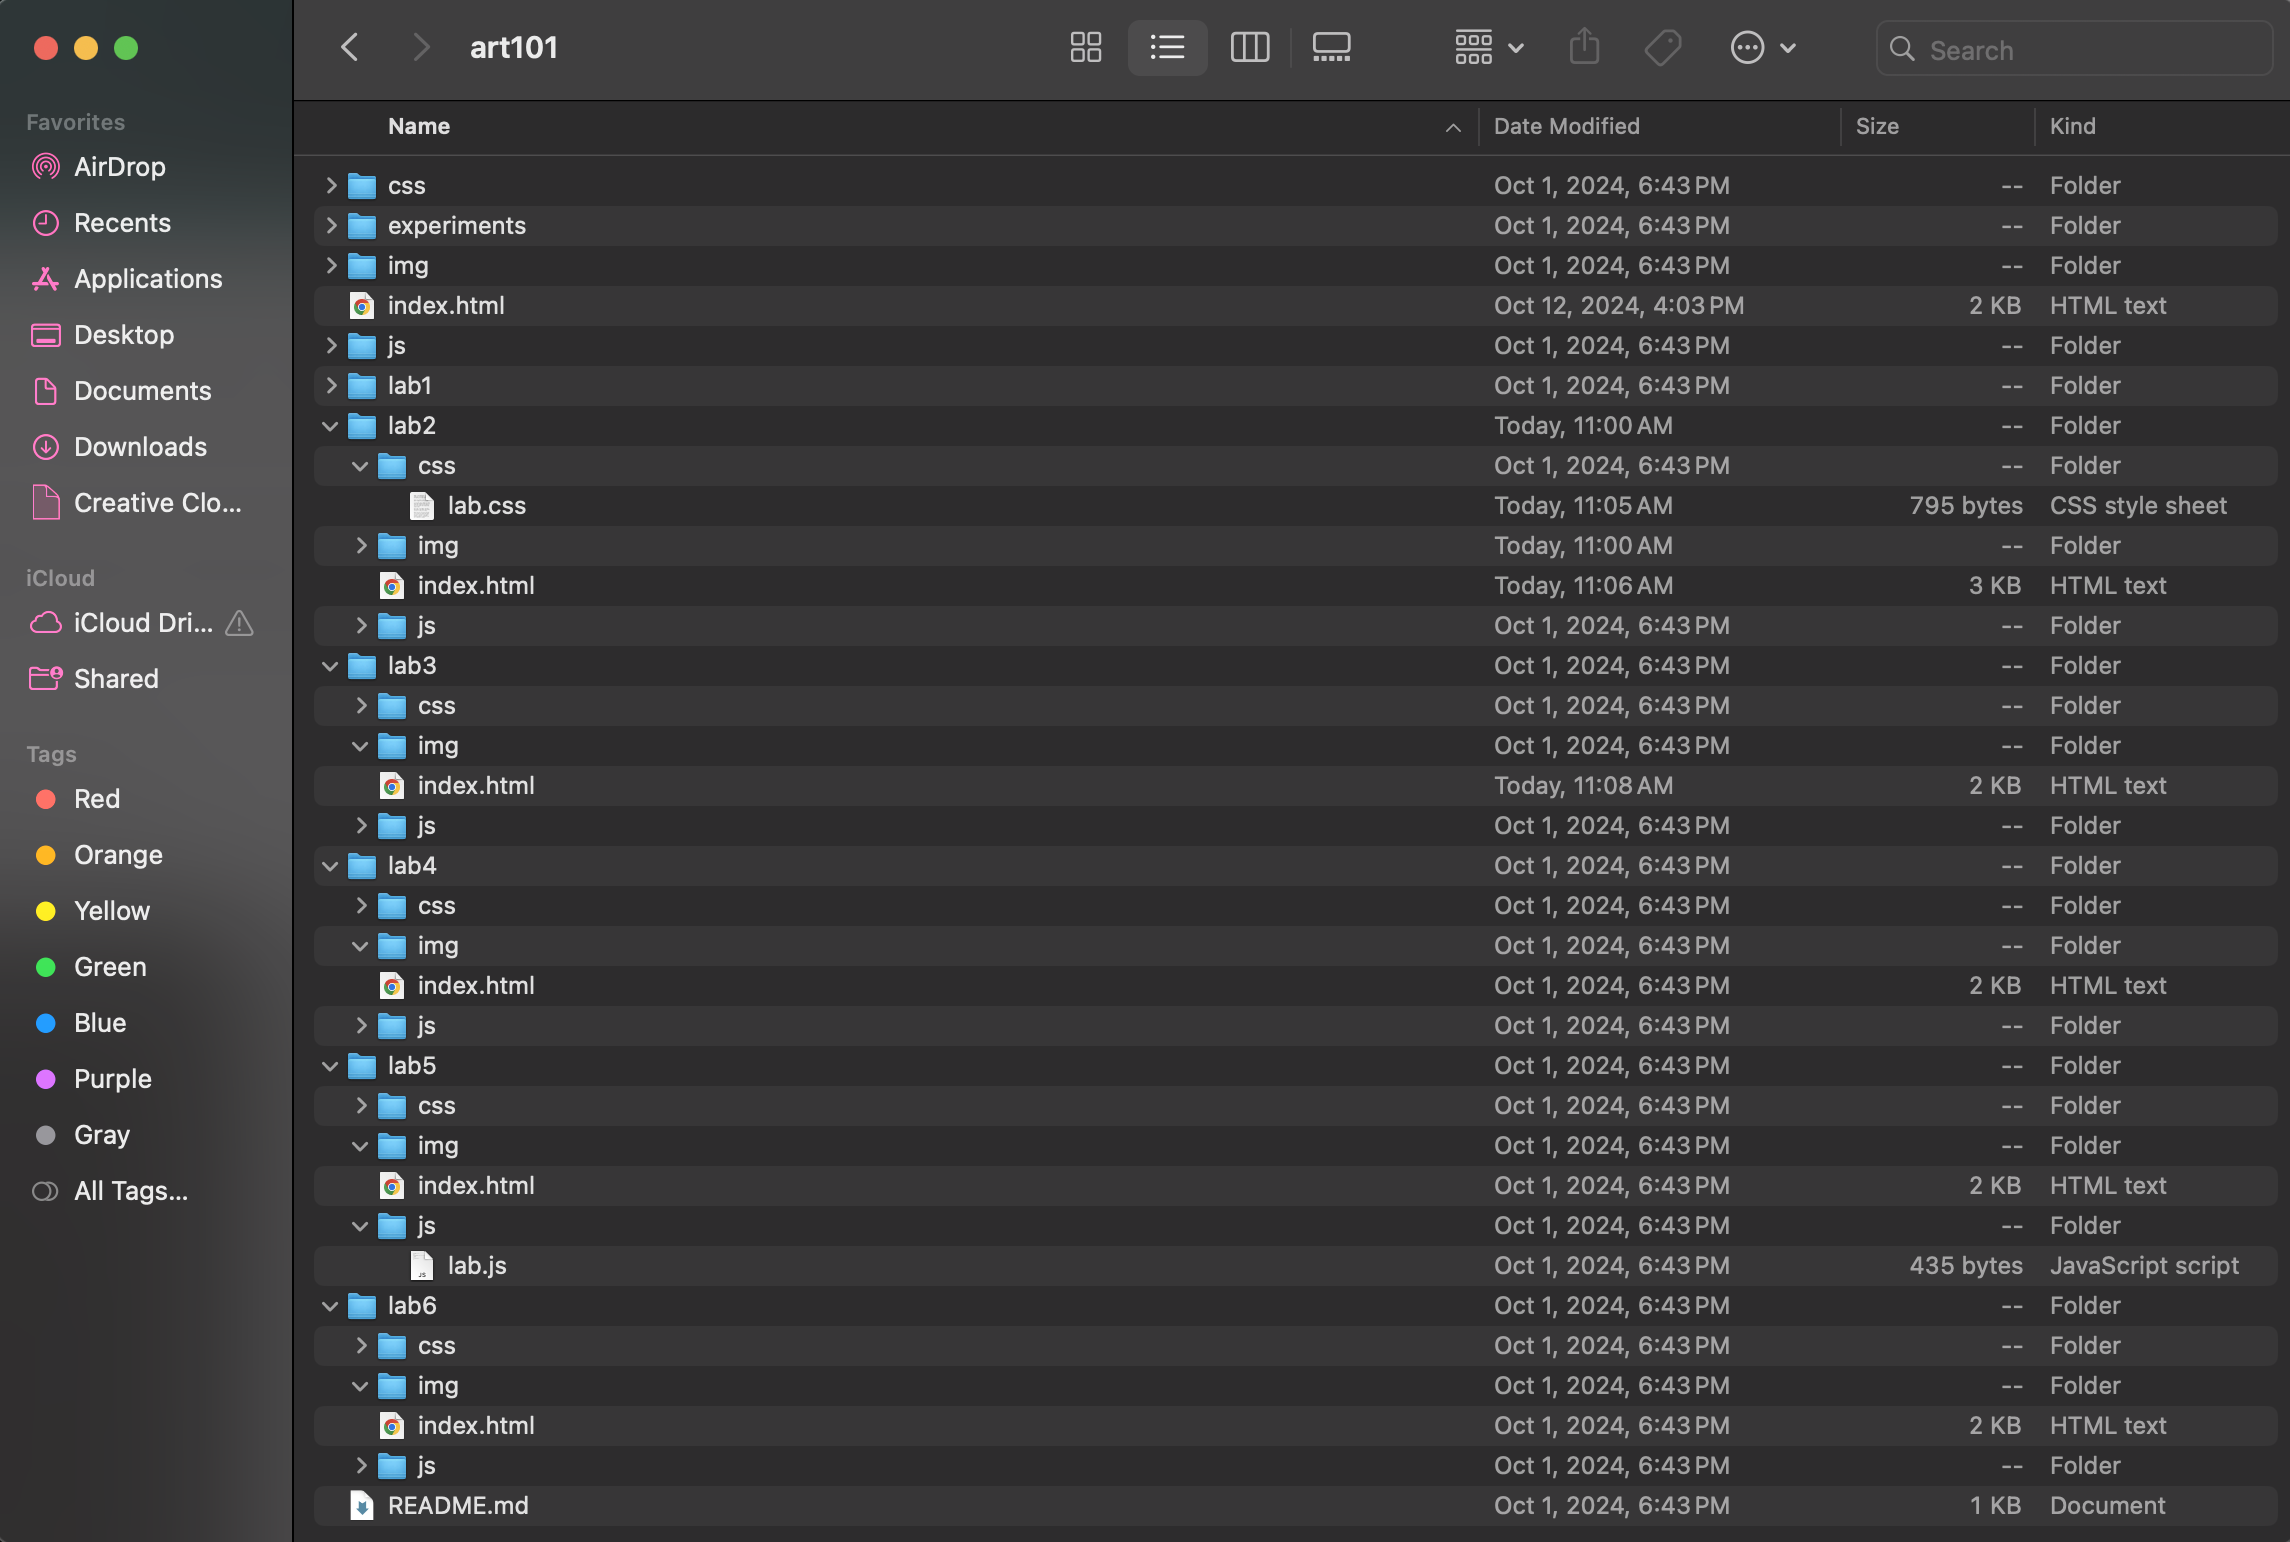 art101
Search
Favorites
AirDrop
Recents
Applications
Desktop
Documents
Downloads
Creative Clo...
iCloud
iCloud Dri...
Shared
Tags
Red
Orange
Yellow
Green
Blue
Purple
Gray
All Tags...
Name Date Modified Size Kind
css Oct 1, 2024, 6:43 PM -- Folder
experiments Oct 1, 2024, 6:43 PM -- Folder
img Oct 1, 2024, 6:43 PM -- Folder
index.html Oct 12, 2024, 4:03 PM 2 KB HTML text
js Oct 1, 2024, 6:43 PM -- Folder
lab1 Oct 1, 2024, 6:43 PM -- Folder
lab2 Today, 11:00 AM -- Folder
css Oct 1, 2024, 6:43 PM -- Folder
lab.css Today, 11:05 AM 795 bytes CSS style sheet
img Today, 11:00 AM -- Folder
index.html Today, 11:06 AM 3 KB HTML text
js Oct 1, 2024, 6:43 PM -- Folder
lab3 Oct 1, 2024, 6:43 PM -- Folder
css Oct 1, 2024, 6:43 PM -- Folder
img Oct 1, 2024, 6:43 PM -- Folder
index.html Today, 11:08 AM 2 KB HTML text
js Oct 1, 2024, 6:43 PM -- Folder
lab4 Oct 1, 2024, 6:43 PM -- Folder
css Oct 1, 2024, 6:43 PM -- Folder
img Oct 1, 2024, 6:43 PM -- Folder
index.html Oct 1, 2024, 6:43 PM 2 KB HTML text
js Oct 1, 2024, 6:43 PM -- Folder
lab5 Oct 1, 2024, 6:43 PM -- Folder
css Oct 1, 2024, 6:43 PM -- Folder
img Oct 1, 2024, 6:43 PM -- Folder
index.html Oct 1, 2024, 6:43 PM 2 KB HTML text
js Oct 1, 2024, 6:43 PM -- Folder
lab.js Oct 1, 2024, 6:43 PM 435 bytes JavaScript script
lab6 Oct 1, 2024, 6:43 PM -- Folder
css Oct 1, 2024, 6:43 PM -- Folder
img Oct 1, 2024, 6:43 PM -- Folder
index.html Oct 1, 2024, 6:43 PM 2 KB HTML text
js Oct 1, 2024, 6:43 PM -- Folder
README.md Oct 1, 2024, 6:43 PM 1 KB Document